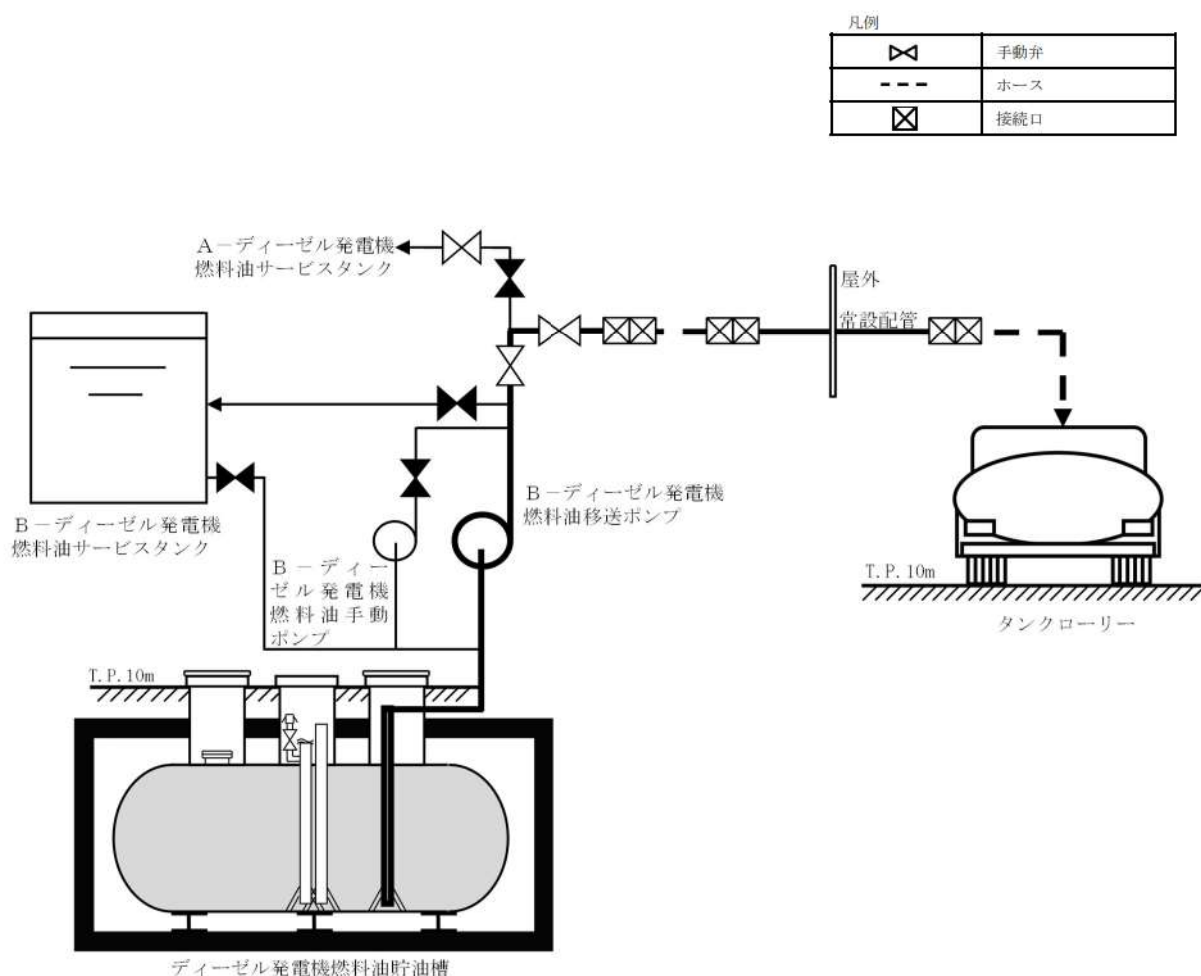 凡例
手動弁
ホース
接続口
A－ディーゼル発電機
燃料油サービスタンク
屋外
常設配管
B－ディーゼル発電機
燃料油サービスタンク
B－ディー
ゼル発電機
燃料油手動
ポンプ
B－ディーゼル発電機
燃料油移送ポンプ
T.P.10m
タンクローリー
T.P.10m
ディーゼル発電機燃料油貯油槽